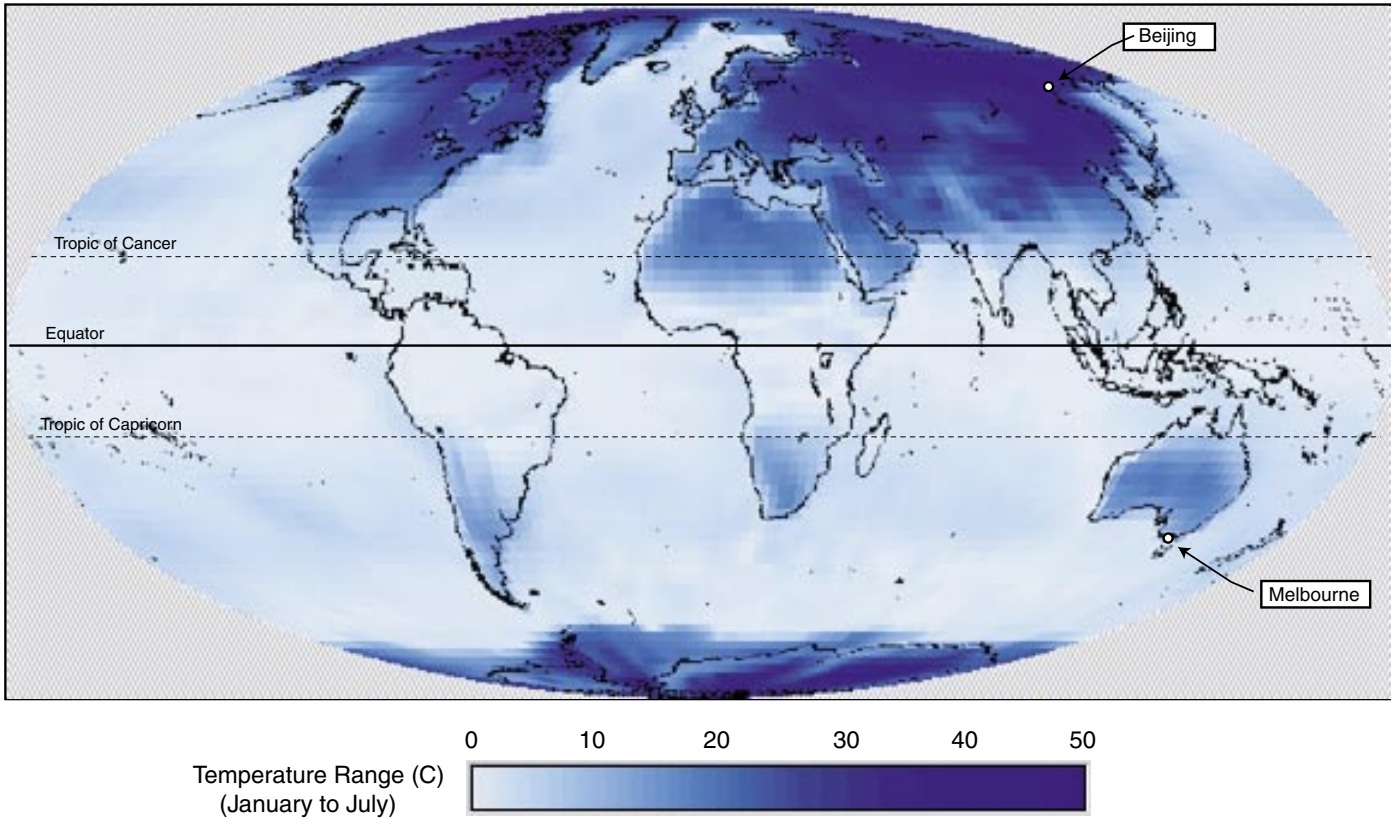 Beijing
Tropic of Cancer
Equator
Tropic of Capricorn
Melbourne
0 10 20 30 40 50
Temperature Range (C)
(January to July)